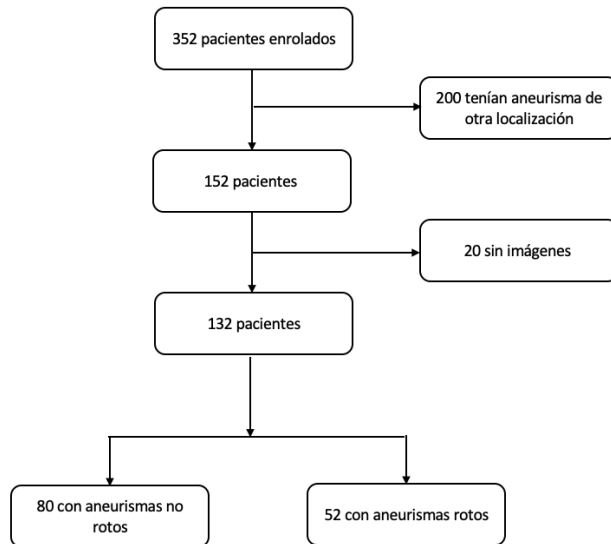 352 pacientes enrolados
200 tenían aneurisma de
otra localización
152 pacientes
20 sin imágenes
132 pacientes
80 con aneurismas no
rotos
52 con aneurismas rotos